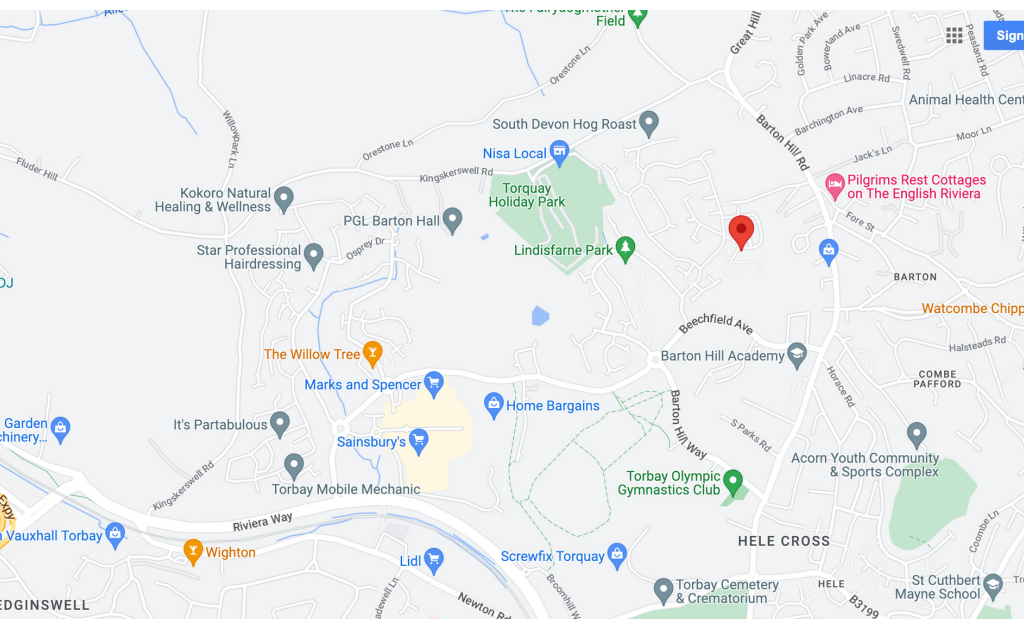 Field
Great Hill
Golden Park Ave
Bowerland Ave
Swedwell Rd
Peasland Rd
Sign
Orestone Ln
Linacre Rd
Animal Health Cent
South Devon Hog Roast
Barton Hill Rd
Barchington Ave
Moor Ln
Willowpark Ln
Orestone Ln
Nisa Local
Jack's Ln
Fluder Hill
Kingskerswell Rd
Pilgrims Rest Cottages
on The English Riviera
Kokoro Natural
Healing & Wellness
Torquay
Holiday Park
PGL Barton Hall
Fore St
Osprey Dr
Star Professional
Hairdressing
Lindisfarne Park
BARTON
Watcombe Chipp
Beechfield Ave
Halsteads Rd
The Willow Tree
Barton Hill Academy
Marks and Spencer
COMBE
PAFFORD
Horace Rd
Home Bargains
Barton Hill Way
It's Partabulous
Garden
chinery...
S Parks Rd
Sainsbury's
Acorn Youth Community
& Sports Complex
Torbay Olympic
Gymnastics Club
Kingskerswell Rd
Torbay Mobile Mechanic
Expy
Riviera Way
Vauxhall Torbay
Coombe Ln
HELE CROSS
Wighton
Lidl
Screwfix Torquay
HELE
Torbay Cemetery
& Crematorium
St Cuthbert
Mayne School
EDGINSWELL
adewell Ln
Newton Rd
Broomhill W
B3199